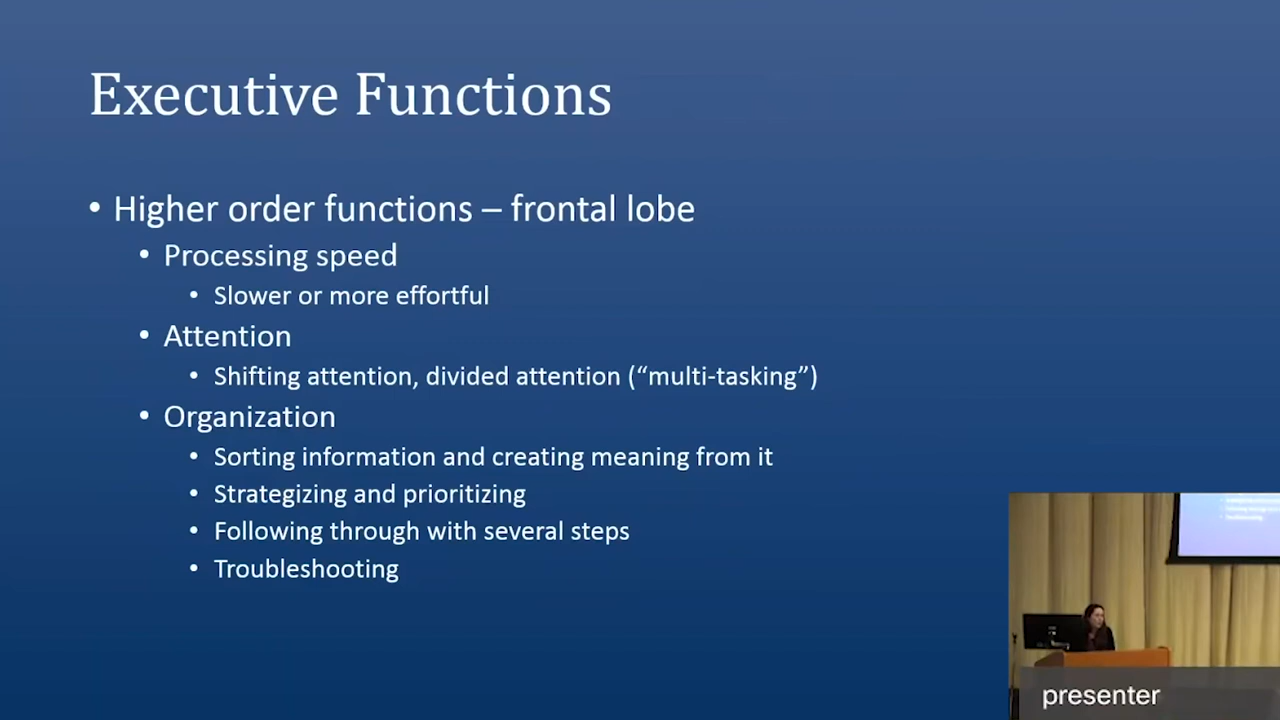 Executive Functions
• Higher order functions – frontal lobe
• Processing speed
• Slower or more effortful
• Attention
• Shifting attention, divided attention (“multi-tasking”)
• Organization
• Sorting information and creating meaning from it
• Strategizing and prioritizing
• Following through with several steps
• Troubleshooting
presenter